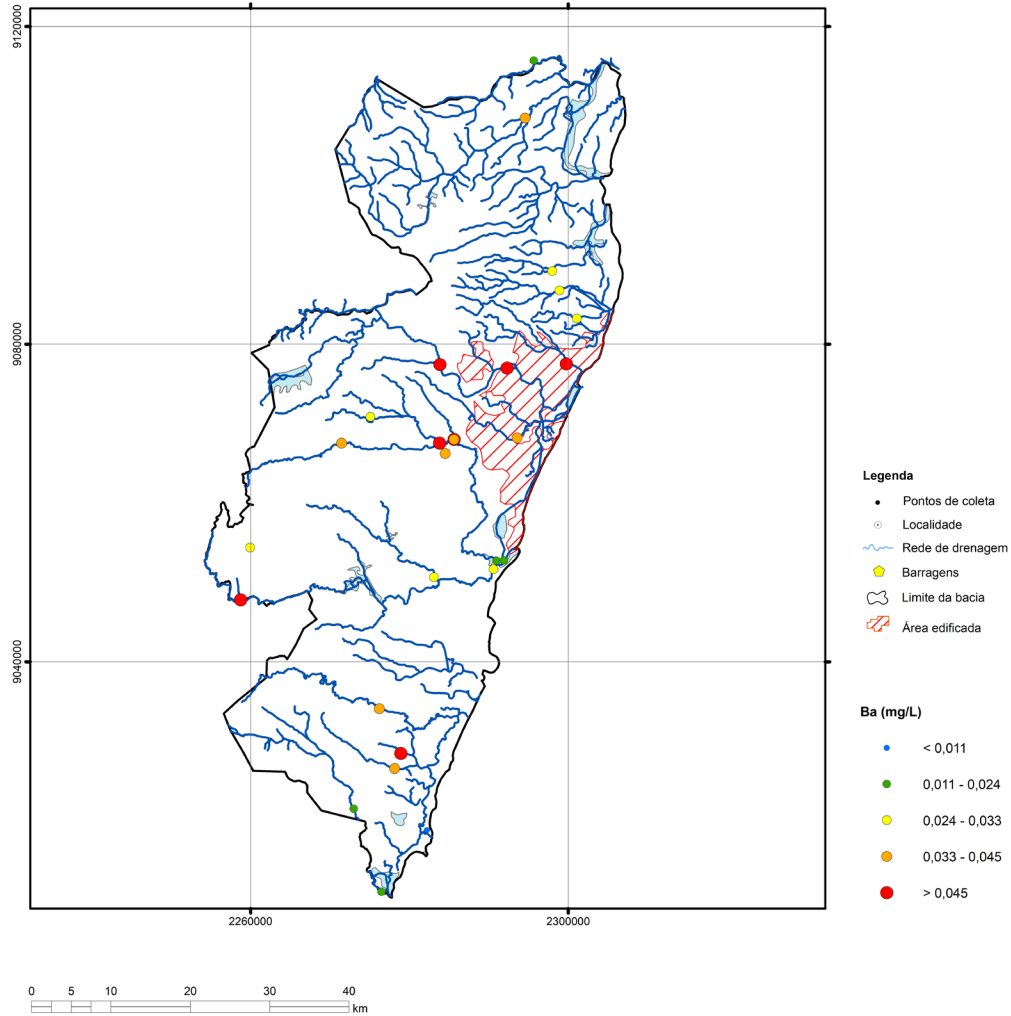 9120000
9080000
9040000
2260000
2300000
Legenda
Pontos de coleta
Localidade
Rede de drenagem
Barragens
Limite da bacia
Área edificada
Ba (mg/L)
< 0,011
0,011 - 0,024
0,024 - 0,033
0,033 - 0,045
> 0,045
0 5 10 20 30 40
km